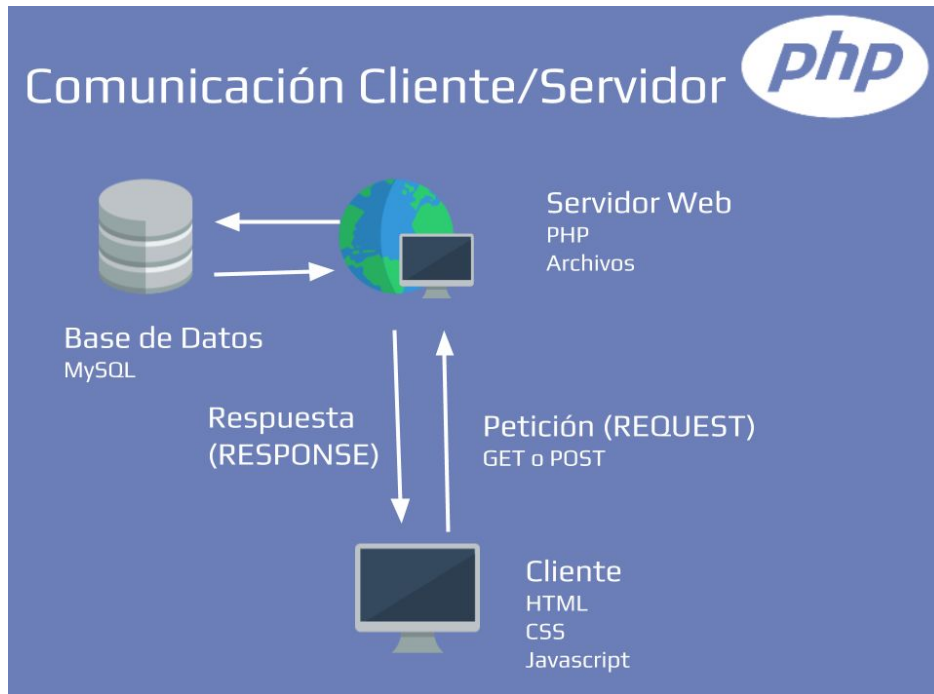 Comunicación Cliente/Servidor
php
Servidor Web
PHP
Archivos
Base de Datos
MySQL
Respuesta
(RESPONSE)
Petición (REQUEST)
GET o POST
Cliente
HTML
CSS
Javascript